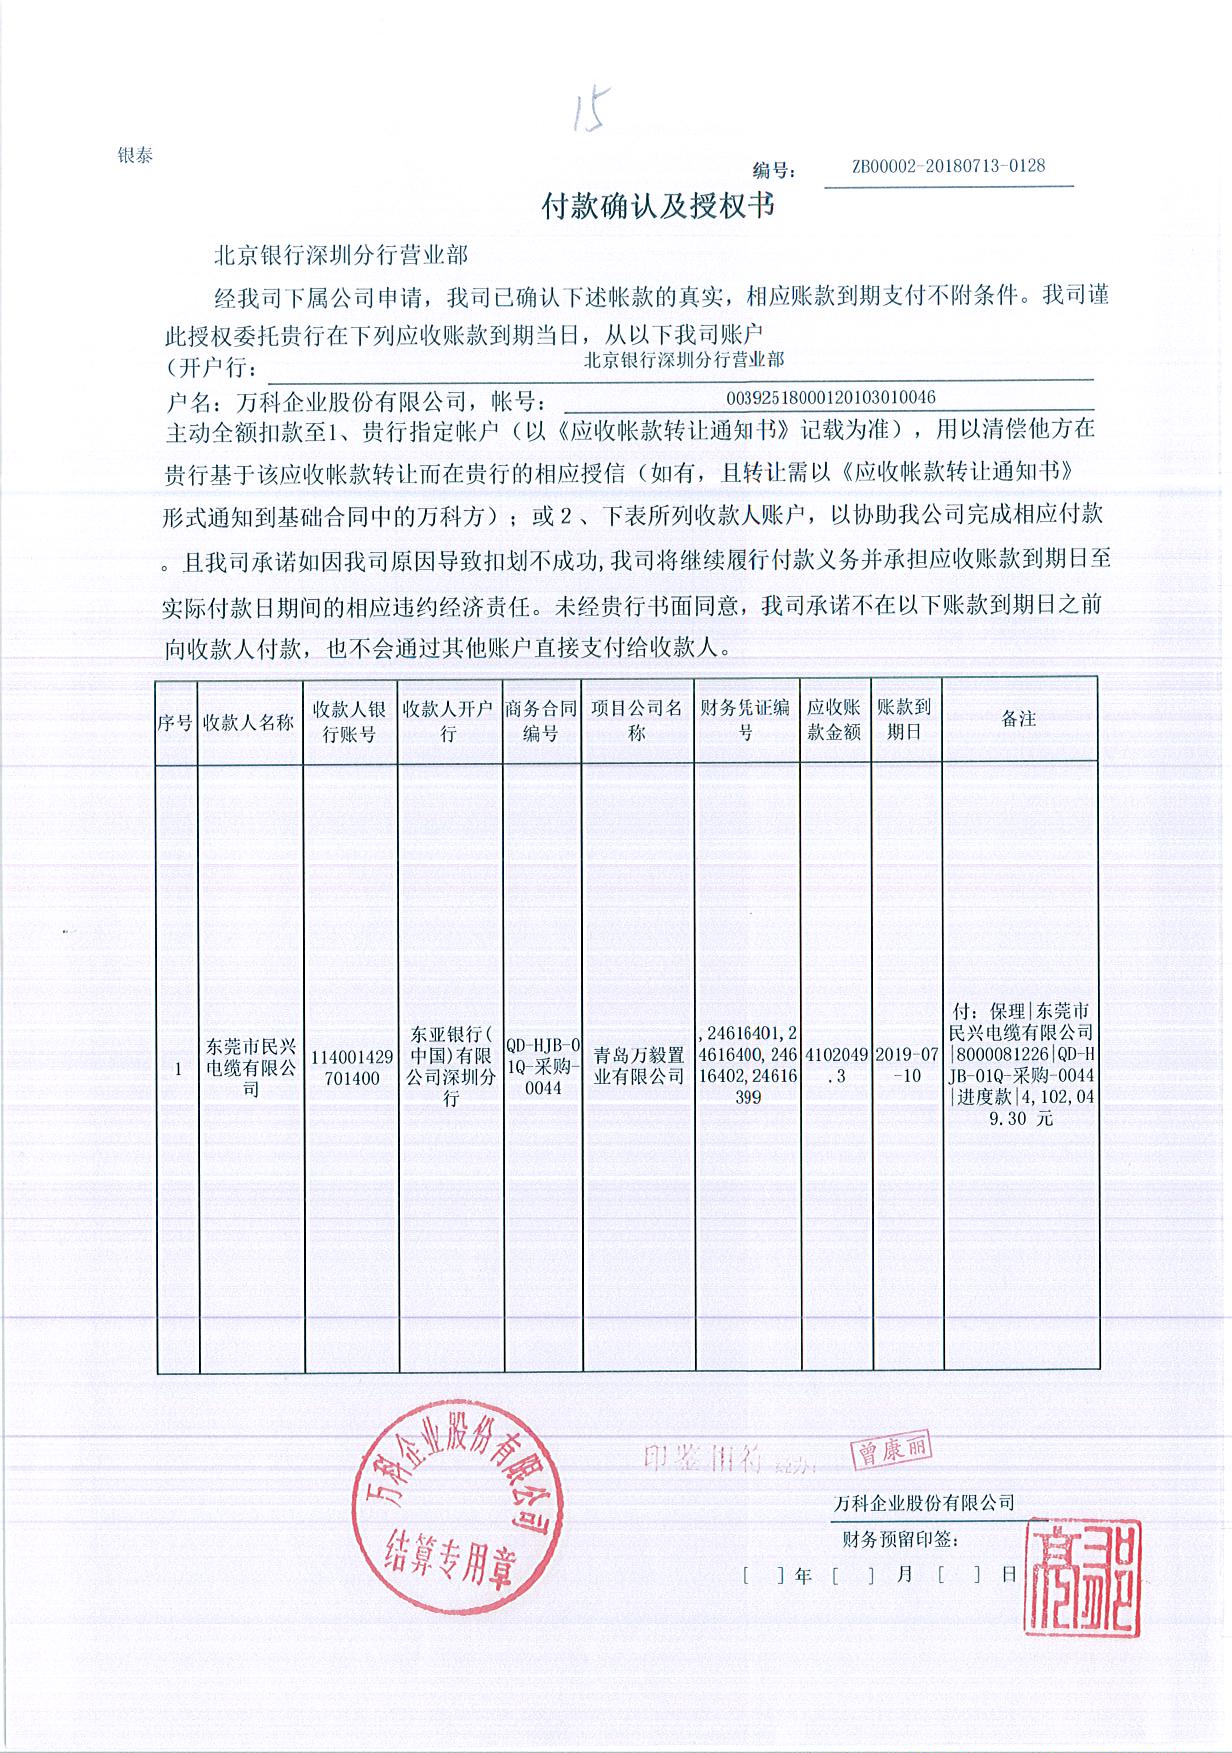 15
银泰
编号： ZB00002-20180713-0128
付款确认及授权书
北京银行深圳分行营业部
经我司下属公司申请，我司已确认下述帐款的真实，相应账款到期支付不附条件。我司谨
此授权委托贵行在下列应收账款到期当日，从以下我司账户
（开户行： 北京银行深圳分行营业部
户名：万科企业股份有限公司，帐号： 00392518000120103010046
主动全额扣款至1、贵行指定帐户（以《应收帐款转让通知书》记载为准），用以清偿他方在
贵行基于该应收帐款转让而在贵行的相应授信（如有，且转让需以《应收帐款转让通知书》
形式通知到基础合同中的万科方）；或２、下表所列收款人账户，以协助我公司完成相应付款
。且我司承诺如因我司原因导致扣划不成功,我司将继续履行付款义务并承担应收账款到期日至
实际付款日期间的相应违约经济责任。未经贵行书面同意，我司承诺不在以下账款到期日之前
向收款人付款，也不会通过其他账户直接支付给收款人。
序号
收款人名称
收款人银
行账号
收款人开户
行
商务合同
编号
项目公司名
称
财务凭证编
号
应收账
款金额
账款到
期日
备注
1
东莞市民兴
电缆有限公
司
114001429
701400
东亚银行(
中国)有限
公司深圳分
行
QD-HJB-0
1Q-采购-
0044
青岛万毅置
业有限公司
,24616401,2
4616400,246
16402,24616
399
4102049
.3
2019-07
-10
付：保理|东莞市
民兴电缆有限公司
|8000081226|QD-H
JB-01Q-采购-0044
|进度款|4,102,04
9.30 元
万科企业股份有限公司
结算专用章
印鉴相符 经办:
曾康丽
万科企业股份有限公司
财务预留印签：
[ ]年 [ ] 月 [ ] 日